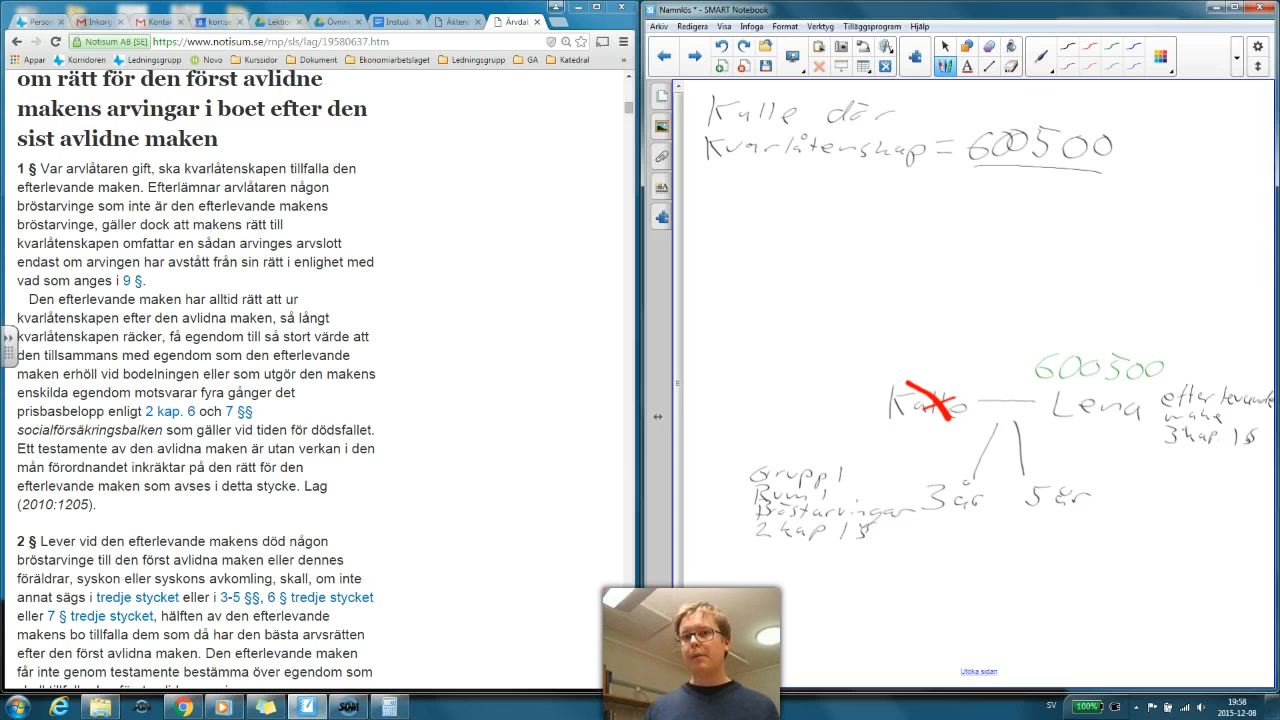 Perso
Inkorg
Kontak
kom.se
Lektio
Övning
Instud
Äkten
Ärvdal
Notisum AB [SE]
https://www.notisum.se/rnp/sls/lag/19580637.htm
Appar
Korridoren
Ledningsgrupp
Novo
Kurssidor
Dokument
Ekonomiarbetslaget
Ledningsgrupp
GA
Katedral
om rätt för den först avlidne
makens arvingar i boet efter den
sist avlidne maken
1 § Var arvlåtaren gift, ska kvarlåtenskapen tillfalla den
efterlevande maken. Efterlämnar arvlåtaren någon
bröstarvinge som inte är den efterlevande makens
bröstarvinge, gäller dock att makens rätt till
kvarlåtenskapen omfattar en sådan arvinges arvslott
endast om arvingen har avstått från sin rätt i enlighet med
vad som anges i 9 §.
Den efterlevande maken har alltid rätt att ur
kvarlåtenskapen efter den avlidna maken, så långt
kvarlåtenskapen räcker, få egendom till så stort värde att
den tillsammans med egendom som den efterlevande
maken erhöll vid bodelningen eller som utgör den makens
enskilda egendom motsvarar fyra gånger det
prisbasbelopp enligt 2 kap. 6 och 7 §§
socialförsäkringsbalken som gäller vid tiden för dödsfallet.
Ett testamente av den avlidna maken är utan verkan i den
mån förordnandet inkräktar på den rätt för den
efterlevande maken som avses i detta stycke. Lag
(2010:1205).
2 § Lever vid den efterlevande makens död någon
bröstarvinge till den först avlidna maken eller dennes
föräldrar, syskon eller syskons avkomling, skall, om inte
annat sägs i tredje stycket eller i 3-5 §§, 6 § tredje stycket
eller 7 § tredje stycket, hälften av den efterlevande
makens bo tillfalla dem som då har den bästa arvsrätten
efter den först avlidna maken. Den efterlevande maken
får inte genom testamente bestämma över egendom som
Namnlös * - SMART Notebook
Arkiv Redigera Visa Infoga Format Verktyg Tilläggsprogram Hjälp
Kalle dör
Kvarlåtenskap = 600500
600500
Kalle
Lena
efterlevande
make
3 kap. 1 §
Grupp 1
Rum 1
Bröstarvingar
2 kap 1 §
3 år
5 år
Utöka sidan
SV
100%
19:58
2015-12-08